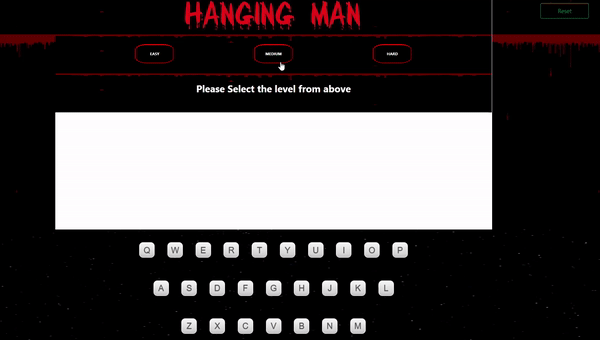 HANGING MAN
Reset
EASY MEDIUM HARD
Please Select the level from above
Q W E R T Y U I O P
A S D F G H J K L
Z X C V B N M